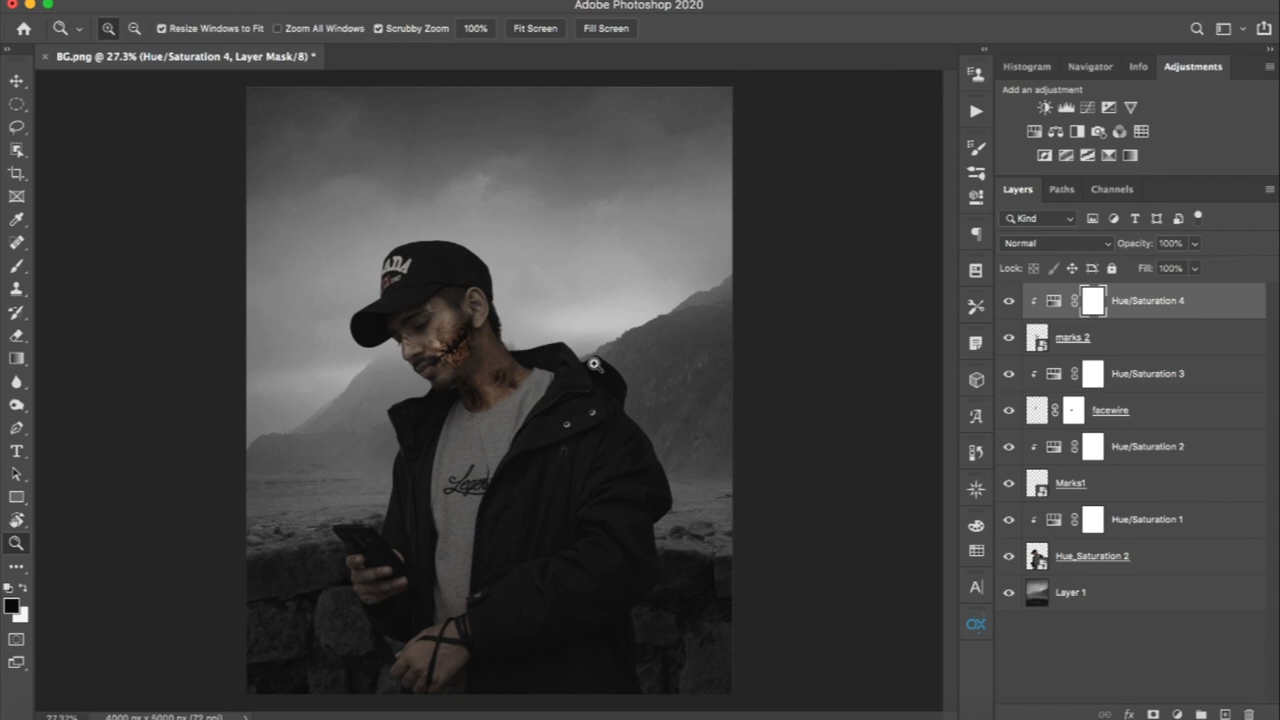 Adobe Photoshop 2020
Resize Windows to Fit Zoom All Windows Scrubby Zoom 100% Fit Screen Fill Screen
BG.png @ 27.3% (Hue/Saturation 4, Layer Mask/8) *
Histogram Navigator Info Adjustments
Add an adjustment
Layers Paths Channels
Kind
Normal Opacity: 100%
Lock: Fill: 100%
Hue/Saturation 4
marks 2
Hue/Saturation 3
facewire
Hue/Saturation 2
Marks1
Hue/Saturation 1
Hue_Saturation 2
Layer 1
27.32% 4000 px x 5000 px (72 ppi)